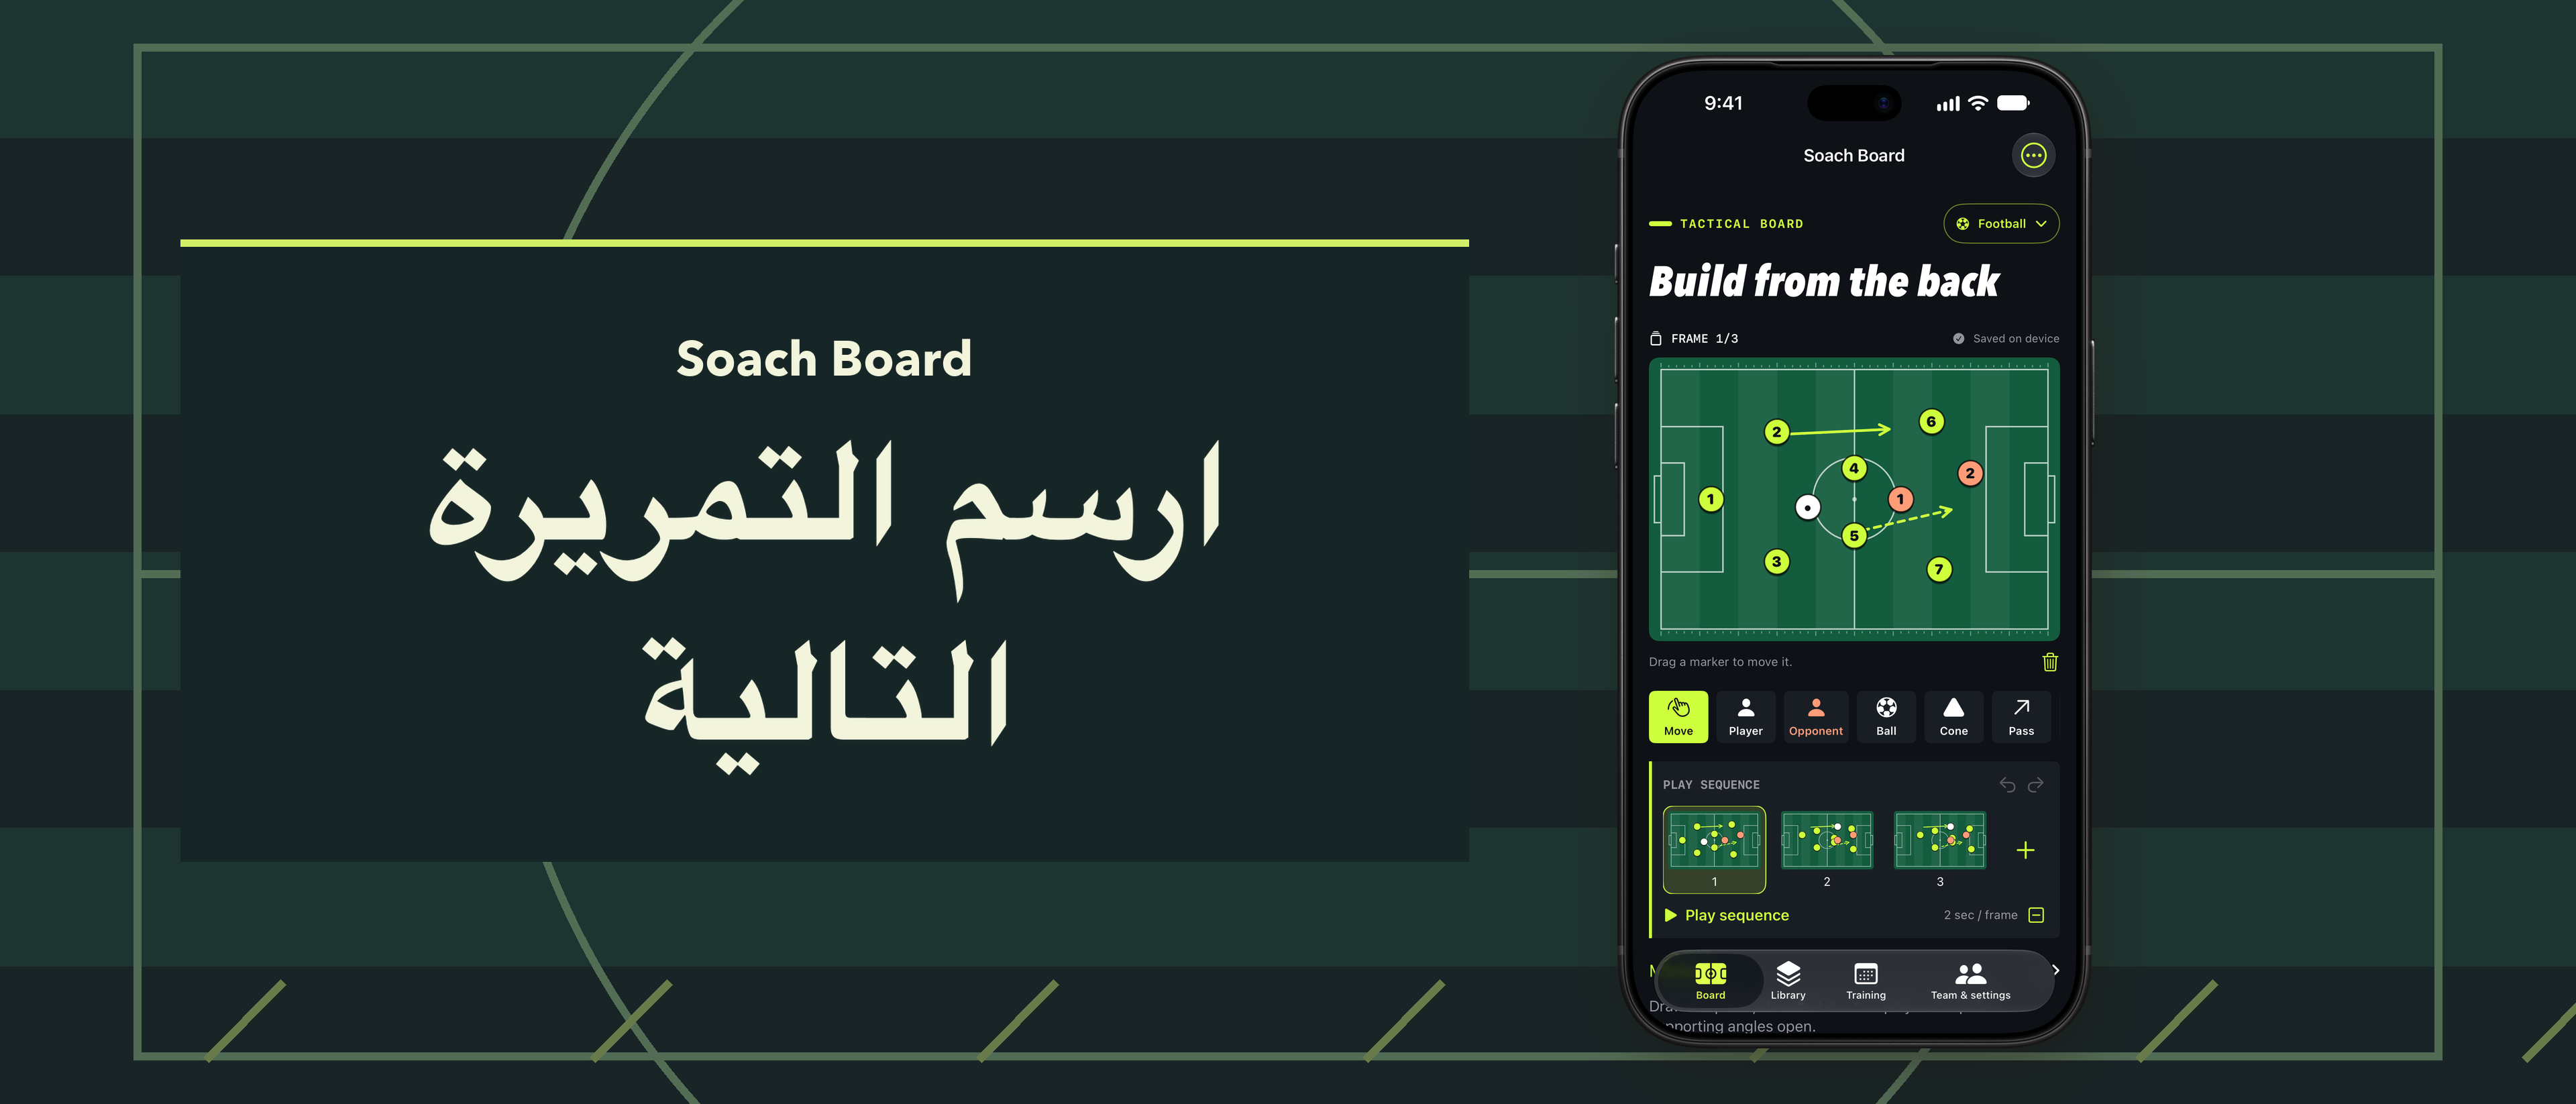 Soach Board
ارسم التمريرة
التالية
9:41
Soach Board
TACTICAL BOARD
Football
Build from the back
FRAME 1/3
Saved on device
2
6
4
2
1
1
5
3
7
Drag a marker to move it.
Move
Player
Opponent
Ball
Cone
Pass
PLAY SEQUENCE
1
2
3
Play sequence
2 sec / frame
Board
Library
Training
Team & settings
angles open.